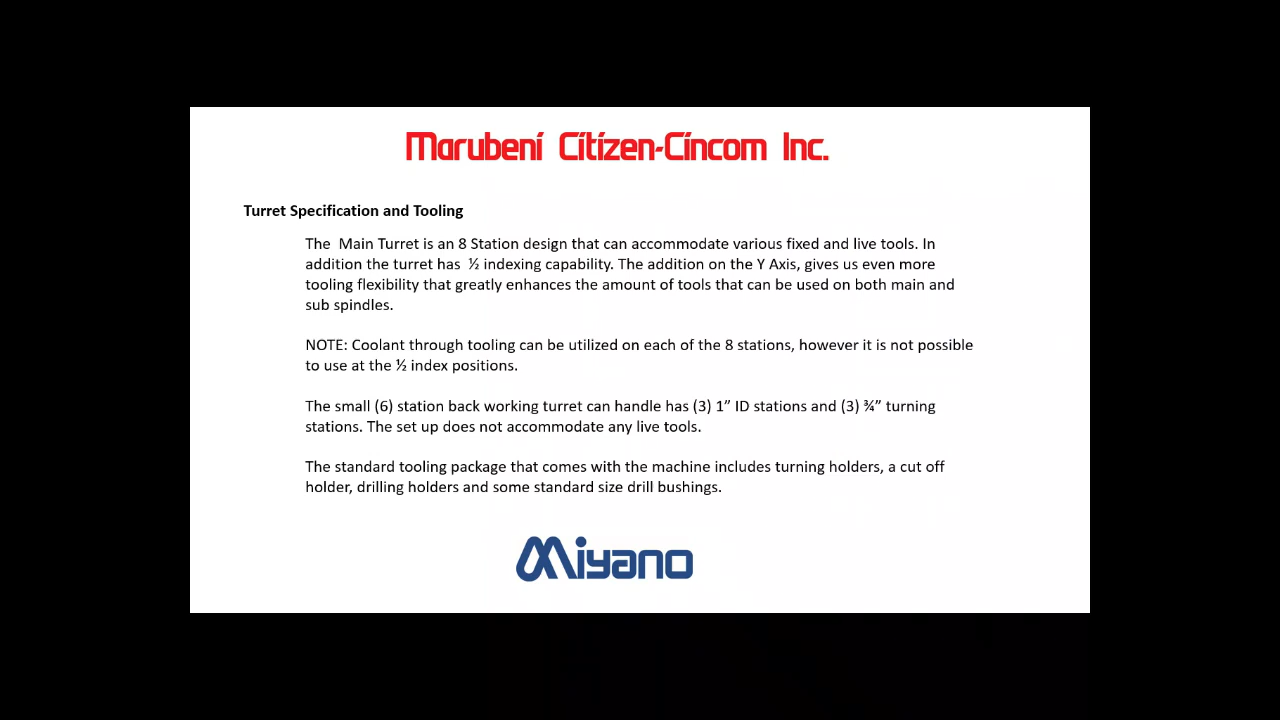 Marubeni Citizen-Cincom Inc.
Turret Specification and Tooling
The  Main Turret is an 8 Station design that can accommodate various fixed and live tools. In
addition the turret has  ½ indexing capability. The addition on the Y Axis, gives us even more
tooling flexibility that greatly enhances the amount of tools that can be used on both main and
sub spindles.
NOTE: Coolant through tooling can be utilized on each of the 8 stations, however it is not possible
to use at the ½ index positions.
The small (6) station back working turret can handle has (3) 1” ID stations and (3) ¾” turning
stations. The set up does not accommodate any live tools.
The standard tooling package that comes with the machine includes turning holders, a cut off
holder, drilling holders and some standard size drill bushings.
Miyano